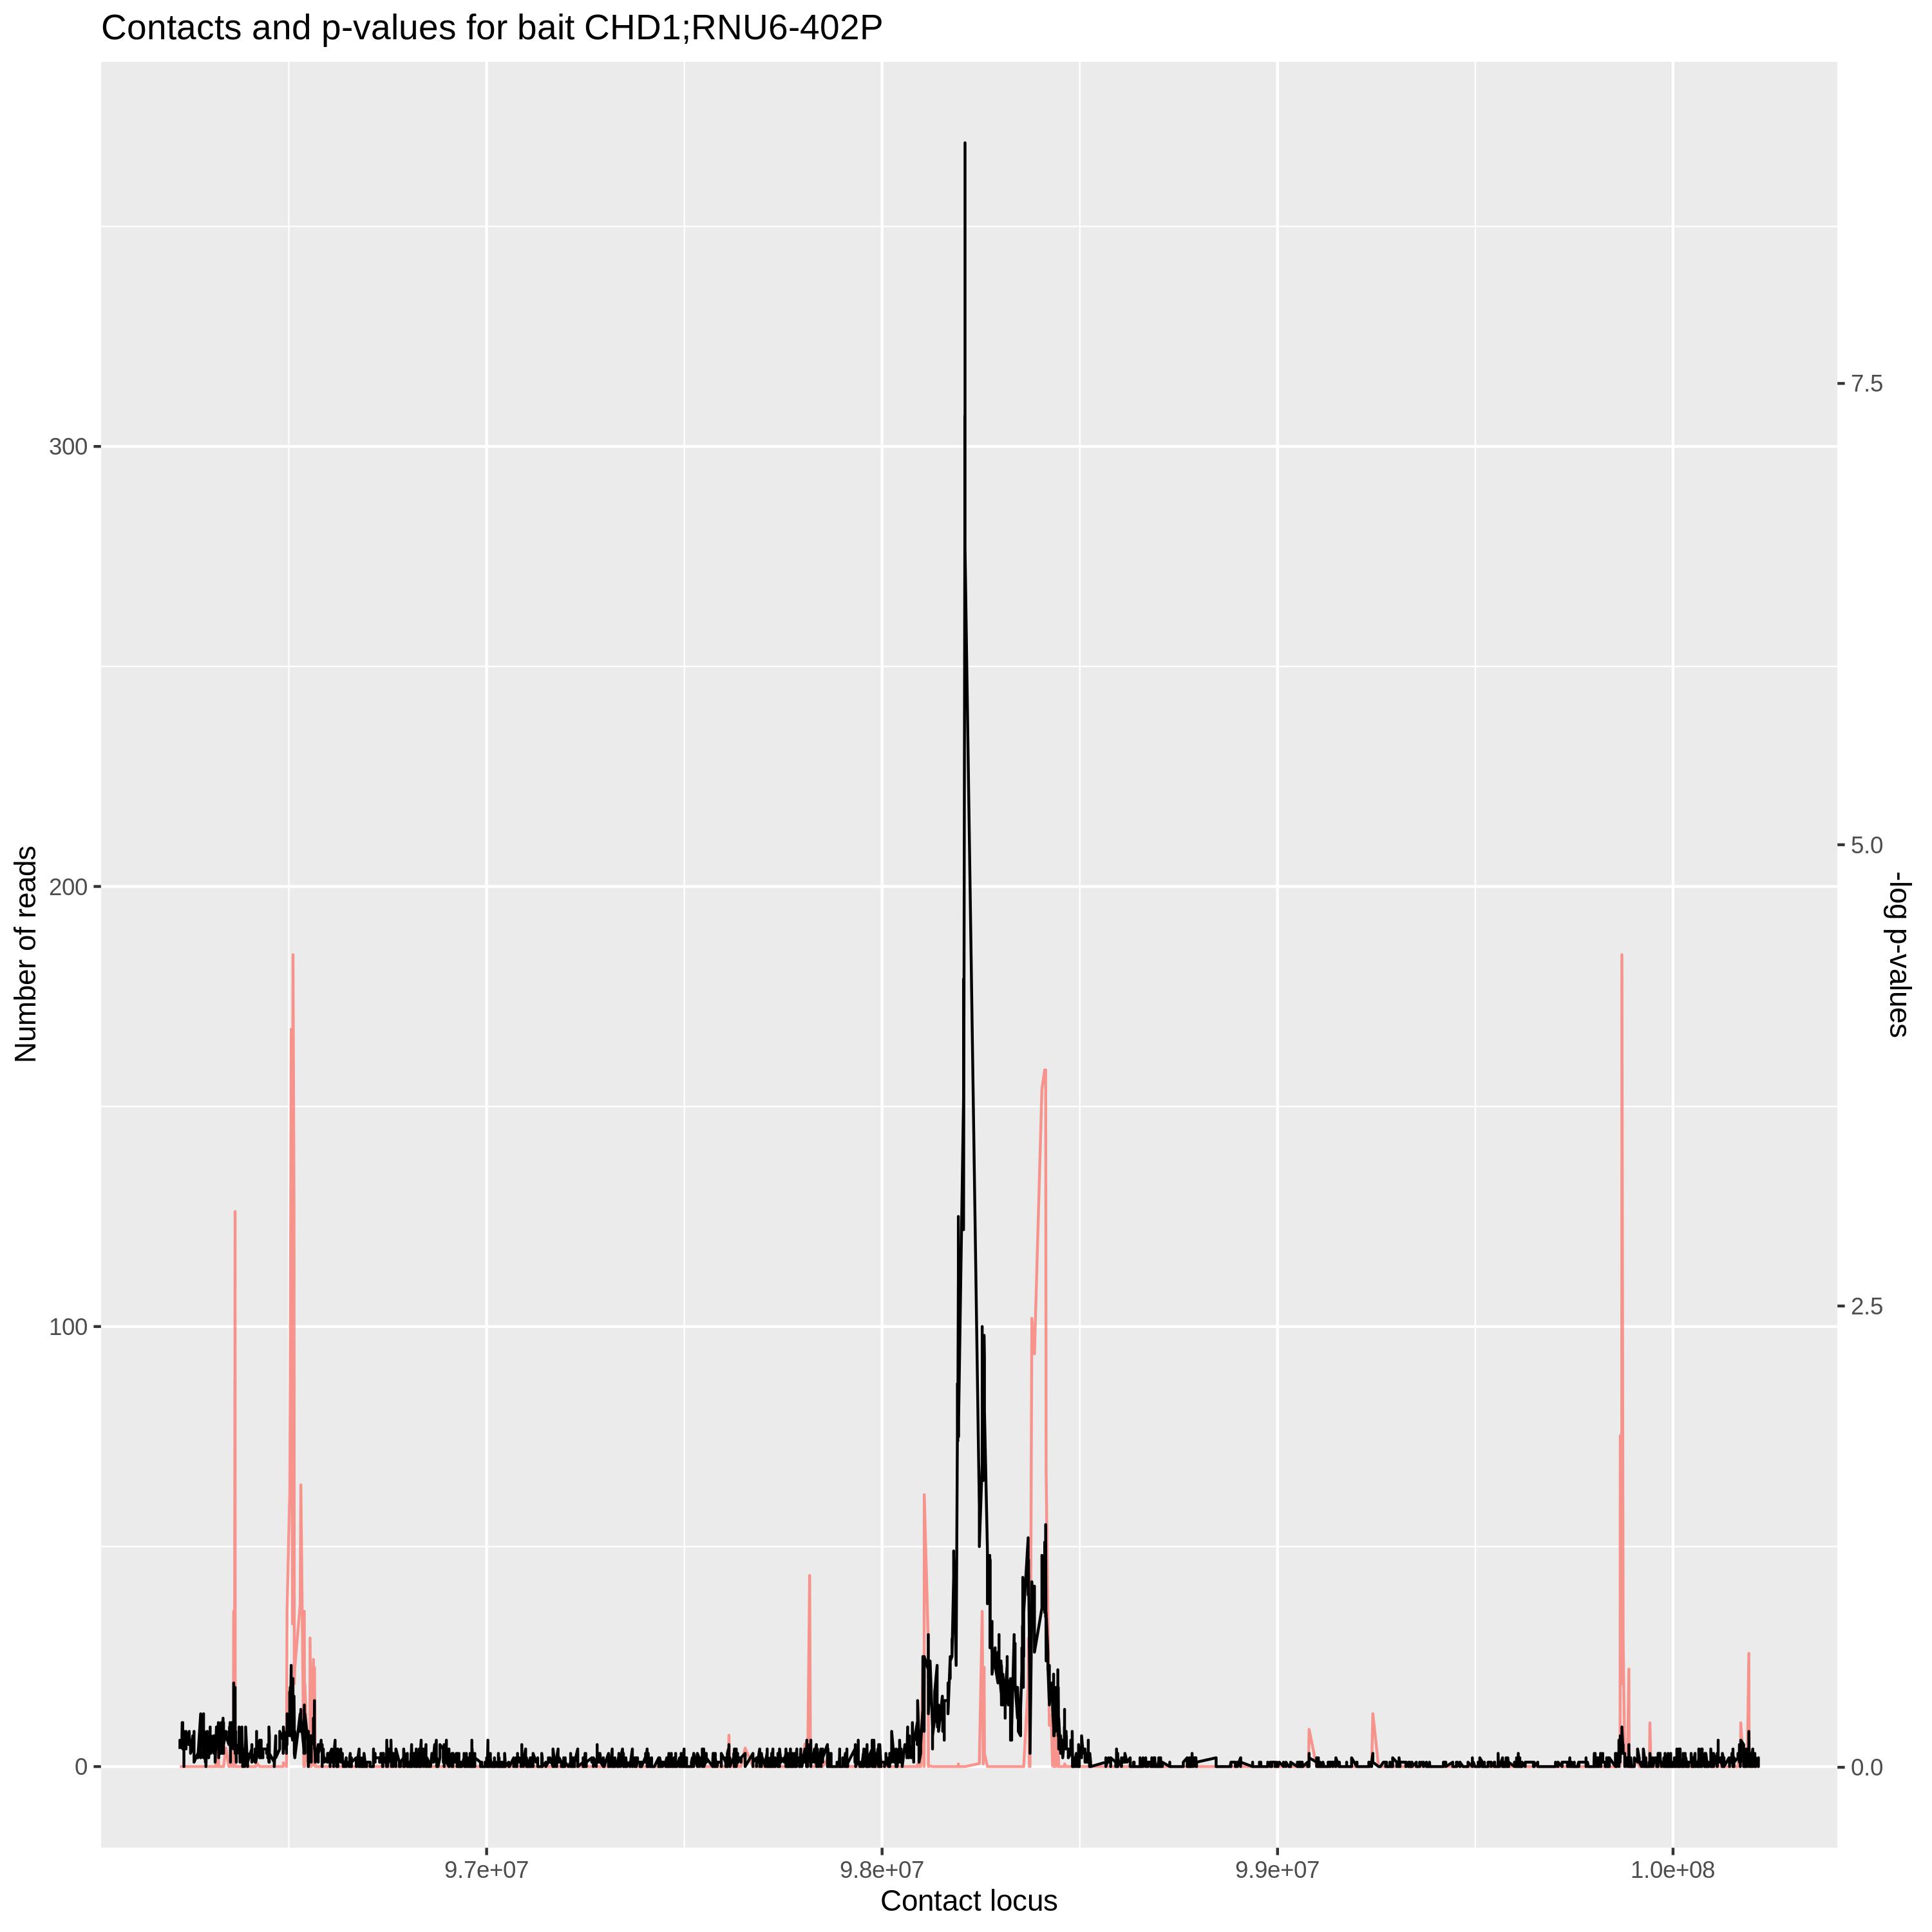 Contacts and p-values for bait CHD1;RNU6-402P
Number of reads
300
200
100
0
7.5
5.0
2.5
0.0
-log p-values
9.7e+07
9.8e+07
9.9e+07
1.0e+08
Contact locus